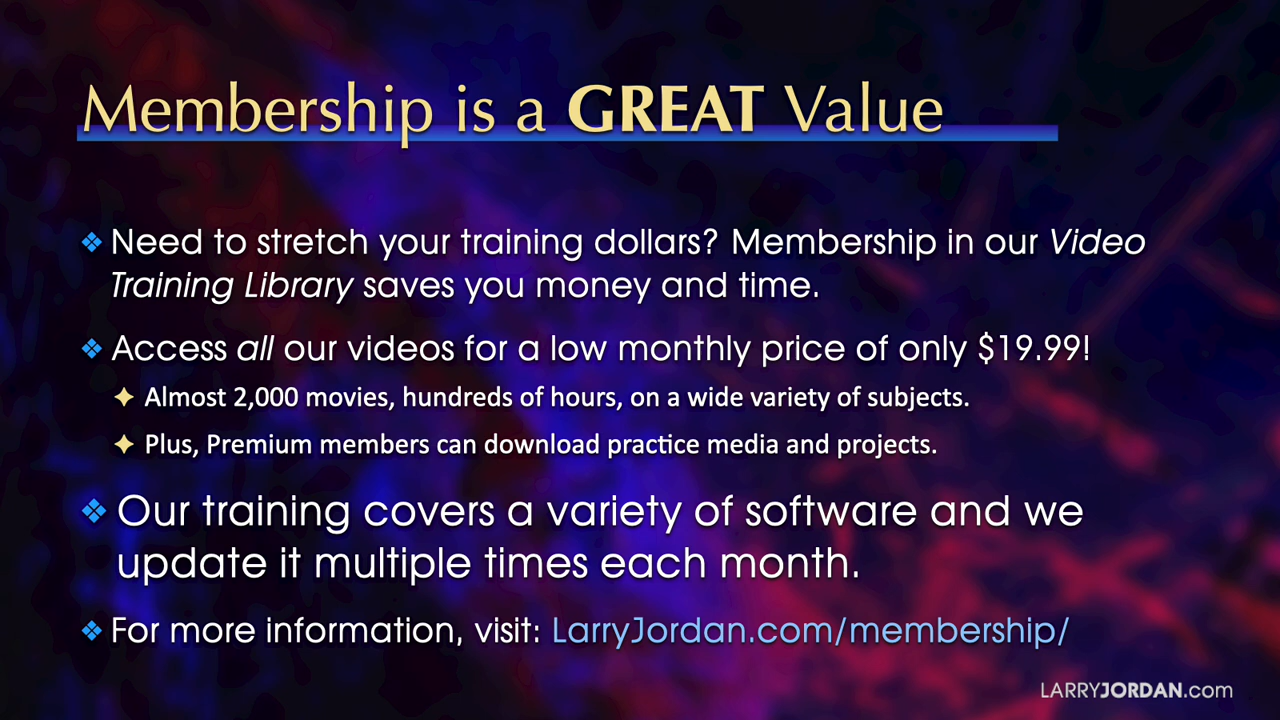 Membership is a GREAT Value
❖ Need to stretch your training dollars? Membership in our Video
Training Library saves you money and time.
❖ Access all our videos for a low monthly price of only $19.99!
✦ Almost 2,000 movies, hundreds of hours, on a wide variety of subjects.
✦ Plus, Premium members can download practice media and projects.
❖ Our training covers a variety of software and we
update it multiple times each month.
❖ For more information, visit: LarryJordan.com/membership/
LARRYJORDAN.com